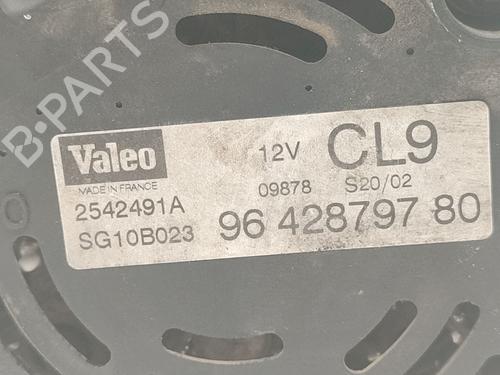 B-PARTS
Valeo
MADE IN FRANCE
12V CL9
2542491A 09878 S20/02
SG10B023 96 428797 80